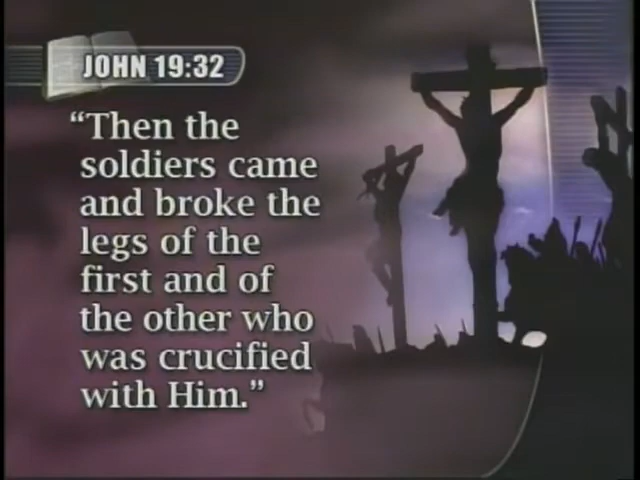 JOHN 19:32
“Then the
soldiers came
and broke the
legs of the
first and of
the other who
was crucified
with Him.”